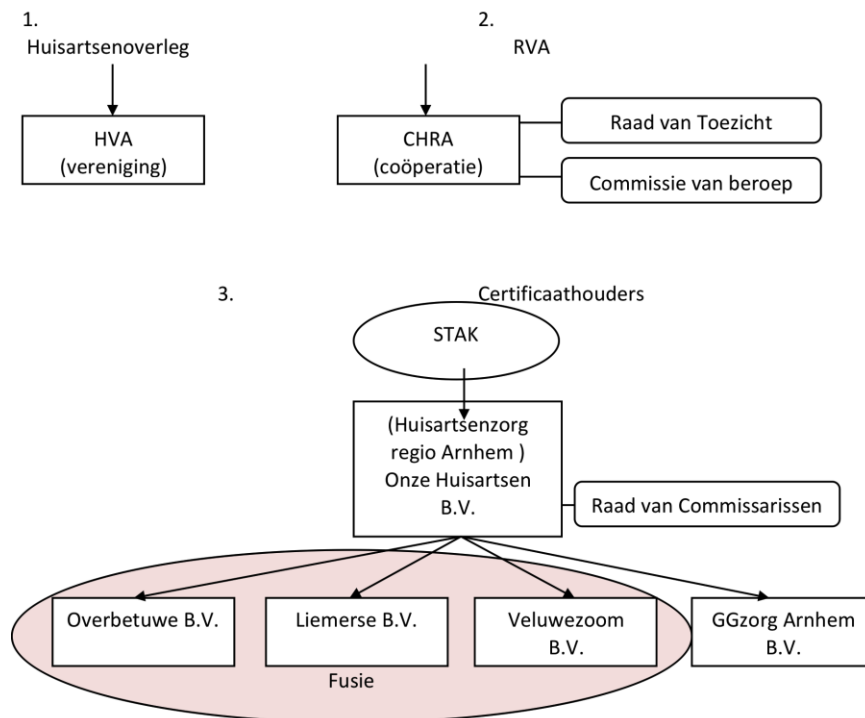 1.
Huisartsenoverleg
HVA
(vereniging)
2.
RVA
CHRA
(coöperatie)
Raad van Toezicht
Commissie van beroep
3.
Certificaathouders
STAK
(Huisartsenzorg
regio Arnhem )
Onze Huisartsen
B.V.
Raad van Commissarissen
Overbetuwe B.V.
Liemerse B.V.
Veluwezoom
B.V.
GGzorg Arnhem
B.V.
Fusie